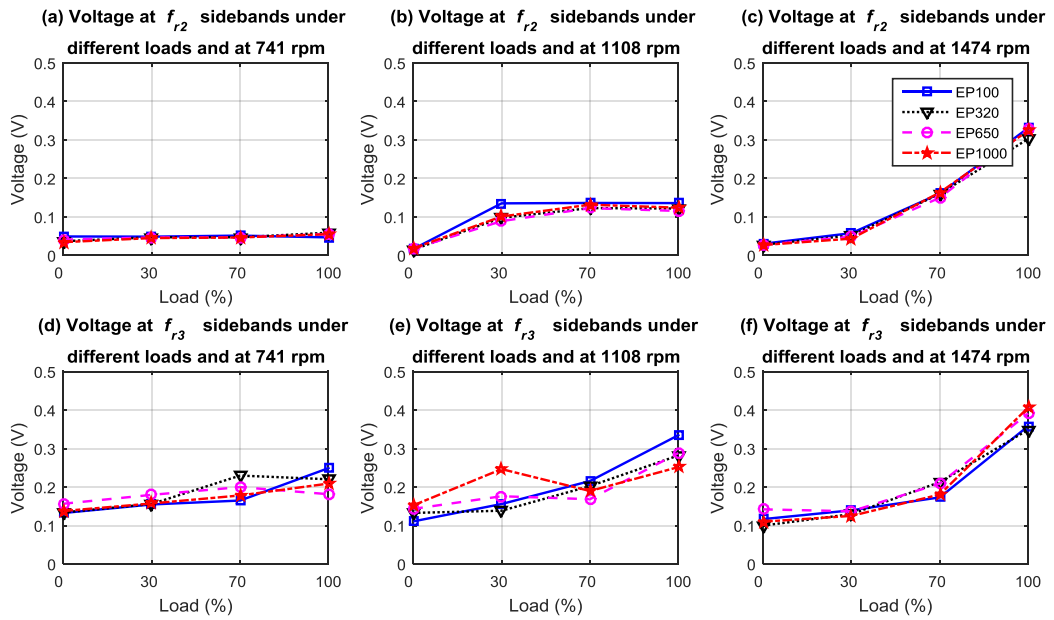 (a) Voltage at f_r2 sidebands under
different loads and at 741 rpm
(b) Voltage at f_r2 sidebands under
different loads and at 1108 rpm
(c) Voltage at f_r2 sidebands under
different loads and at 1474 rpm
0.5
0.4
0.3
0.2
0.1
0
Voltage (V)
0 30 70 100
Load (%)
0.5
0.4
0.3
0.2
0.1
0
Voltage (V)
0 30 70 100
Load (%)
0.5
0.4
0.3
0.2
0.1
0
Voltage (V)
EP100
EP320
EP650
EP1000
0 30 70 100
Load (%)
(d) Voltage at f_r3 sidebands under
different loads and at 741 rpm
(e) Voltage at f_r3 sidebands under
different loads and at 1108 rpm
(f) Voltage at f_r3 sidebands under
different loads and at 1474 rpm
0.5
0.4
0.3
0.2
0.1
0
Voltage (V)
0 30 70 100
Load (%)
0.5
0.4
0.3
0.2
0.1
0
Voltage (V)
0 30 70 100
Load (%)
0.5
0.4
0.3
0.2
0.1
0
Voltage (V)
0 30 70 100
Load (%)